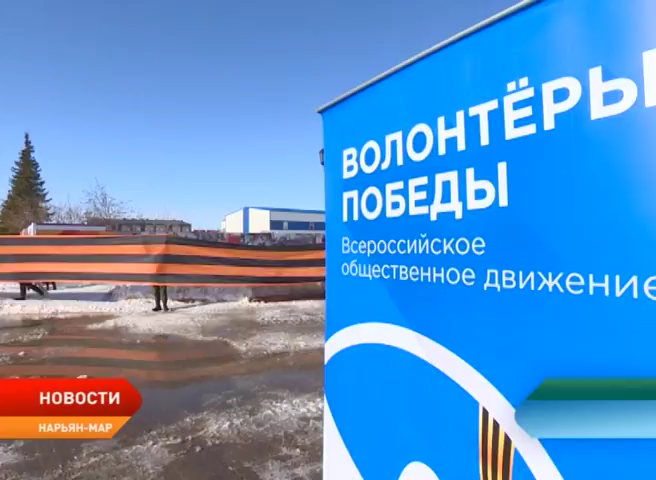 ВОЛОНТЁРЫ
ПОБЕДЫ
Всероссийское
общественное движение
НОВОСТИ
НАРЬЯН-МАР